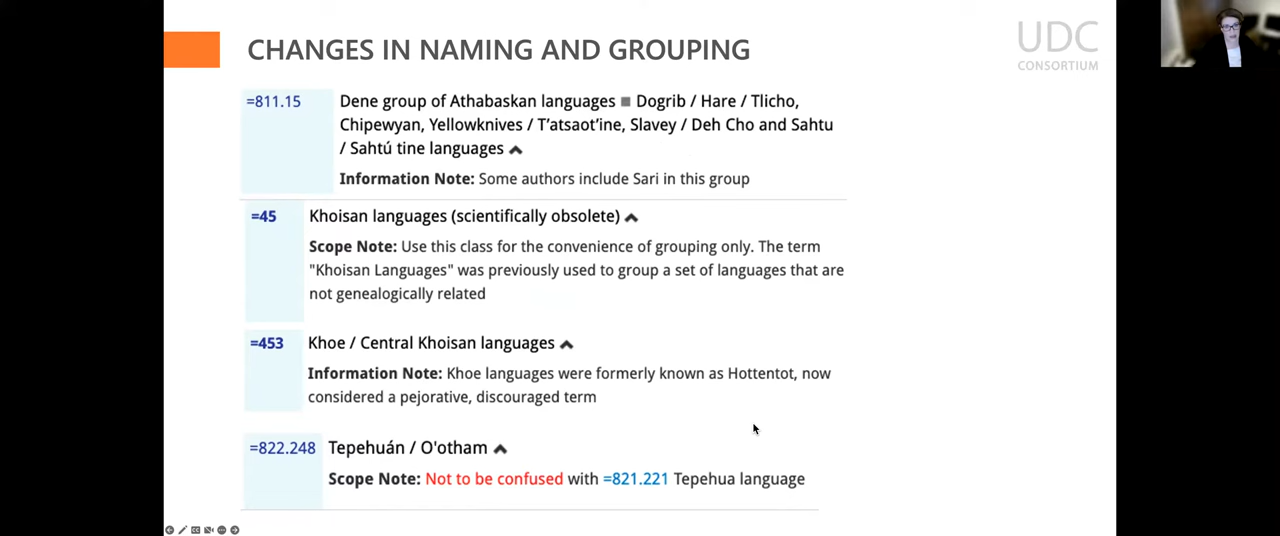 CHANGES IN NAMING AND GROUPING
UDC
CONSORTIUM
=811.15
Dene group of Athabaskan languages ■ Dogrib / Hare / Tlicho,
Chipewyan, Yellowknives / T’atsaot’ine, Slavey / Deh Cho and Sahtu
/ Sahtú tine languages
Information Note: Some authors include Sari in this group
=45
Khoisan languages (scientifically obsolete)
Scope Note: Use this class for the convenience of grouping only. The term
"Khoisan Languages" was previously used to group a set of languages that are
not genealogically related
=453
Khoe / Central Khoisan languages
Information Note: Khoe languages were formerly known as Hottentot, now
considered a pejorative, discouraged term
=822.248
Tepehuán / O'otham
Scope Note: Not to be confused with =821.221 Tepehua language